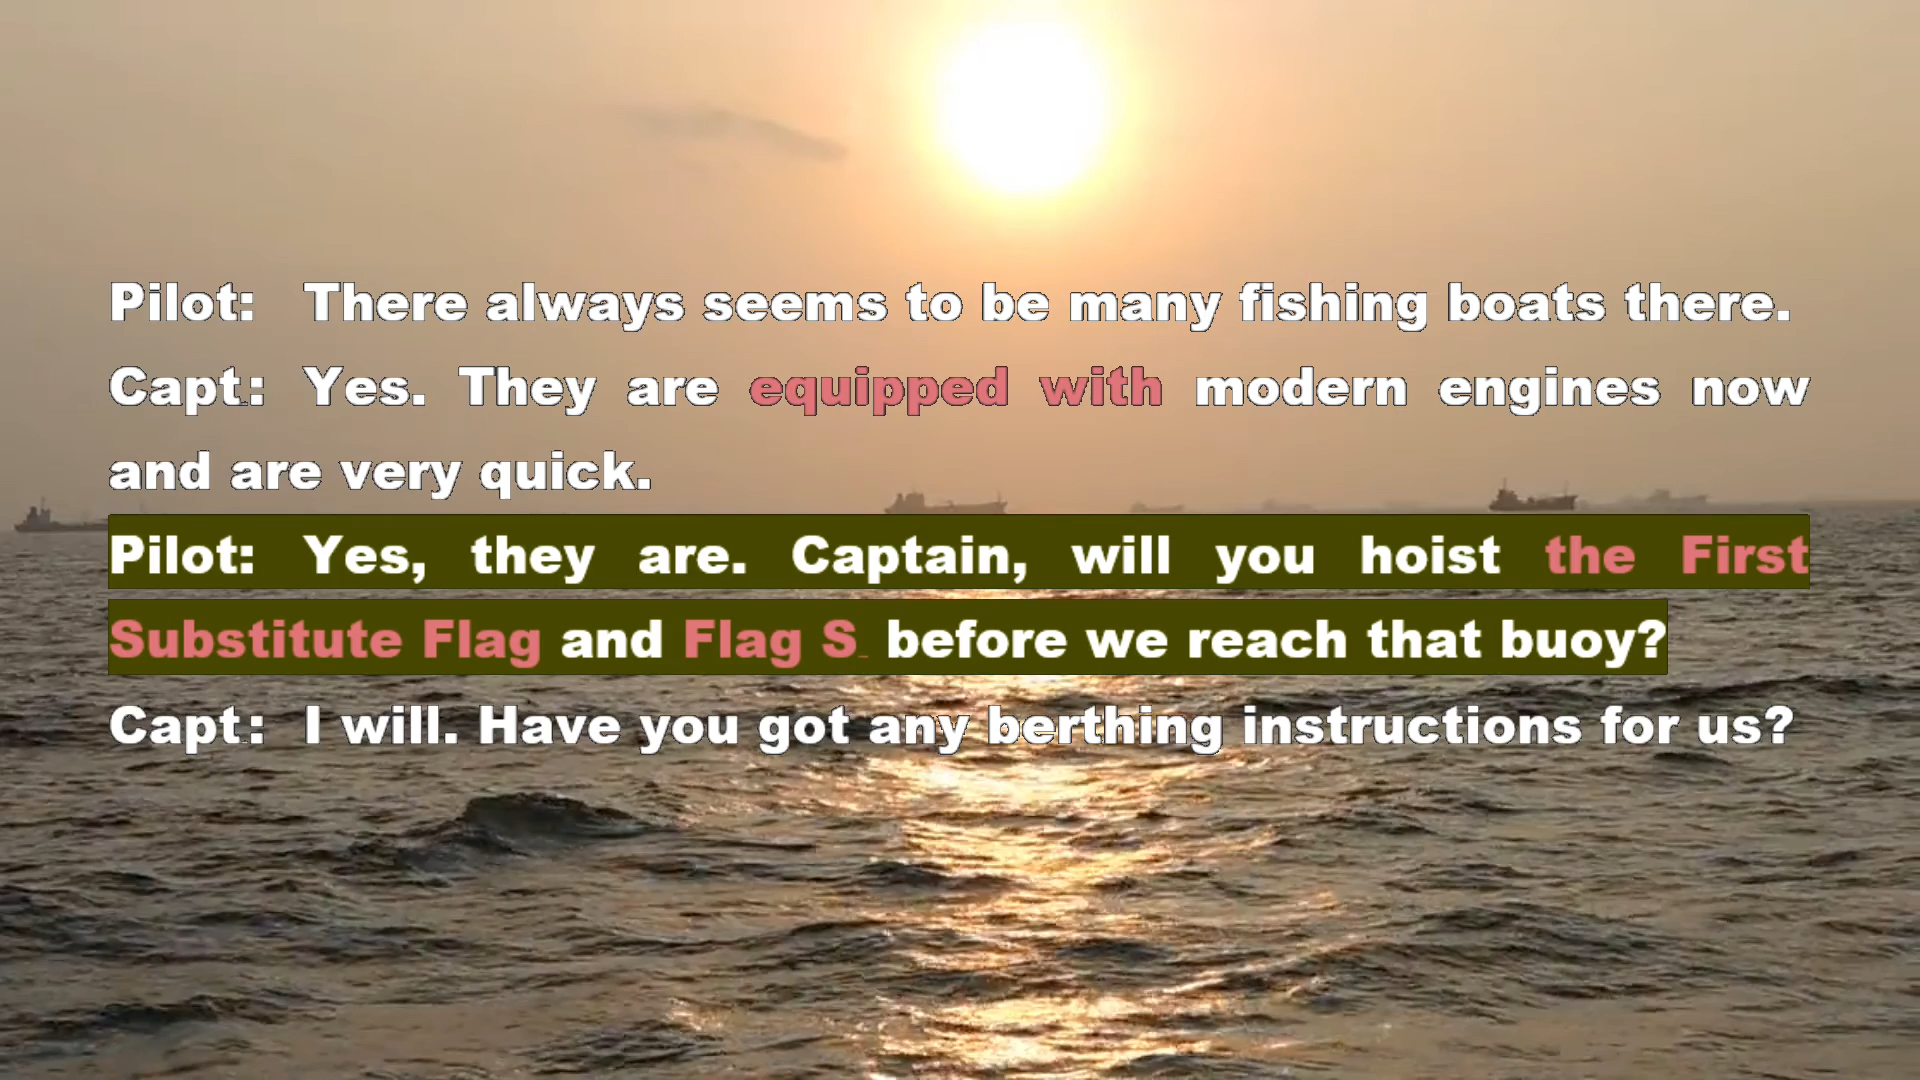 Pilot: There always seems to be many fishing boats there.
Capt: Yes. They are equipped with modern engines now
and are very quick.
Pilot: Yes, they are. Captain, will you hoist the First
Substitute Flag and Flag S before we reach that buoy?
Capt: I will. Have you got any berthing instructions for us?